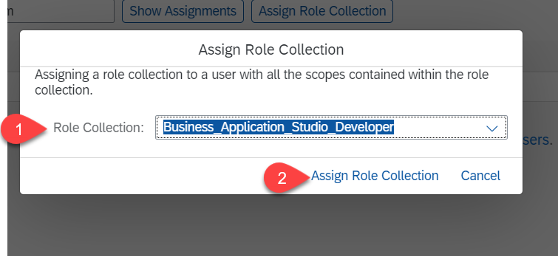 m
Show Assignments
Assign Role Collection
Assign Role Collection
Assigning a role collection to a user with all the scopes contained within the role
collection.
1
Role Collection:
Business_Application_Studio_Developer
sers.
2
Assign Role Collection
Cancel